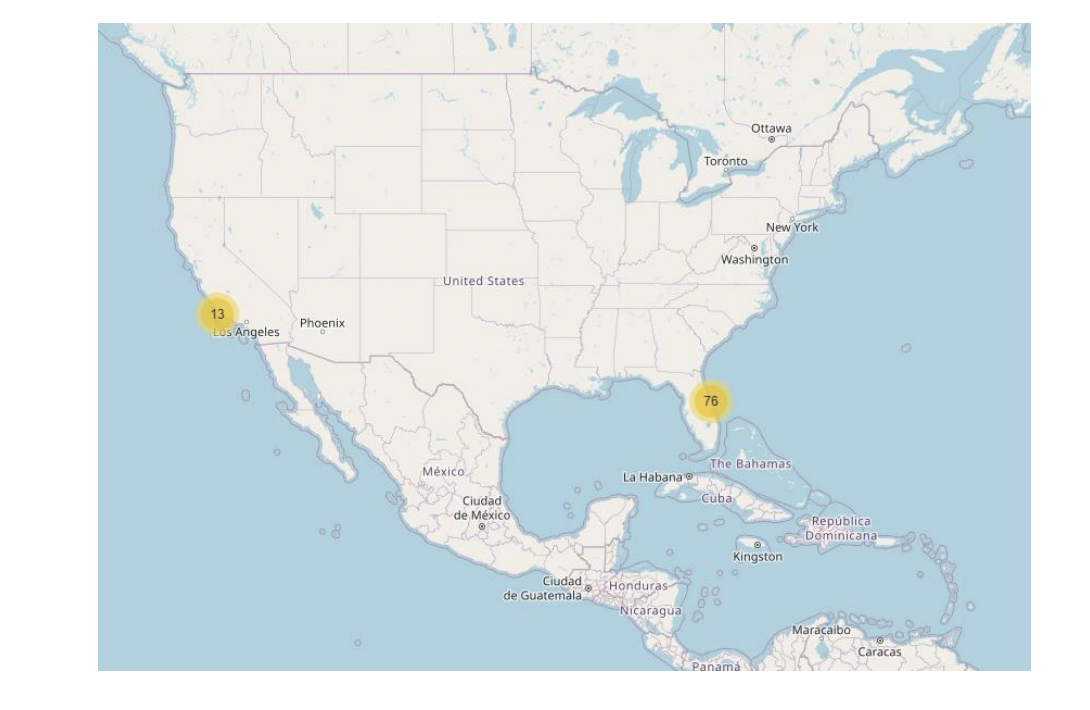 Ottawa
Toronto
New York
Washington
United States
13
Los Angeles
Phoenix
76
México
The Bahamas
La Habana
Cuba
Ciudad
de México
República
Dominicana
Kingston
Ciudad
de Guatemala
Honduras
Nicaragua
Maracaibo
Caracas
Panamá